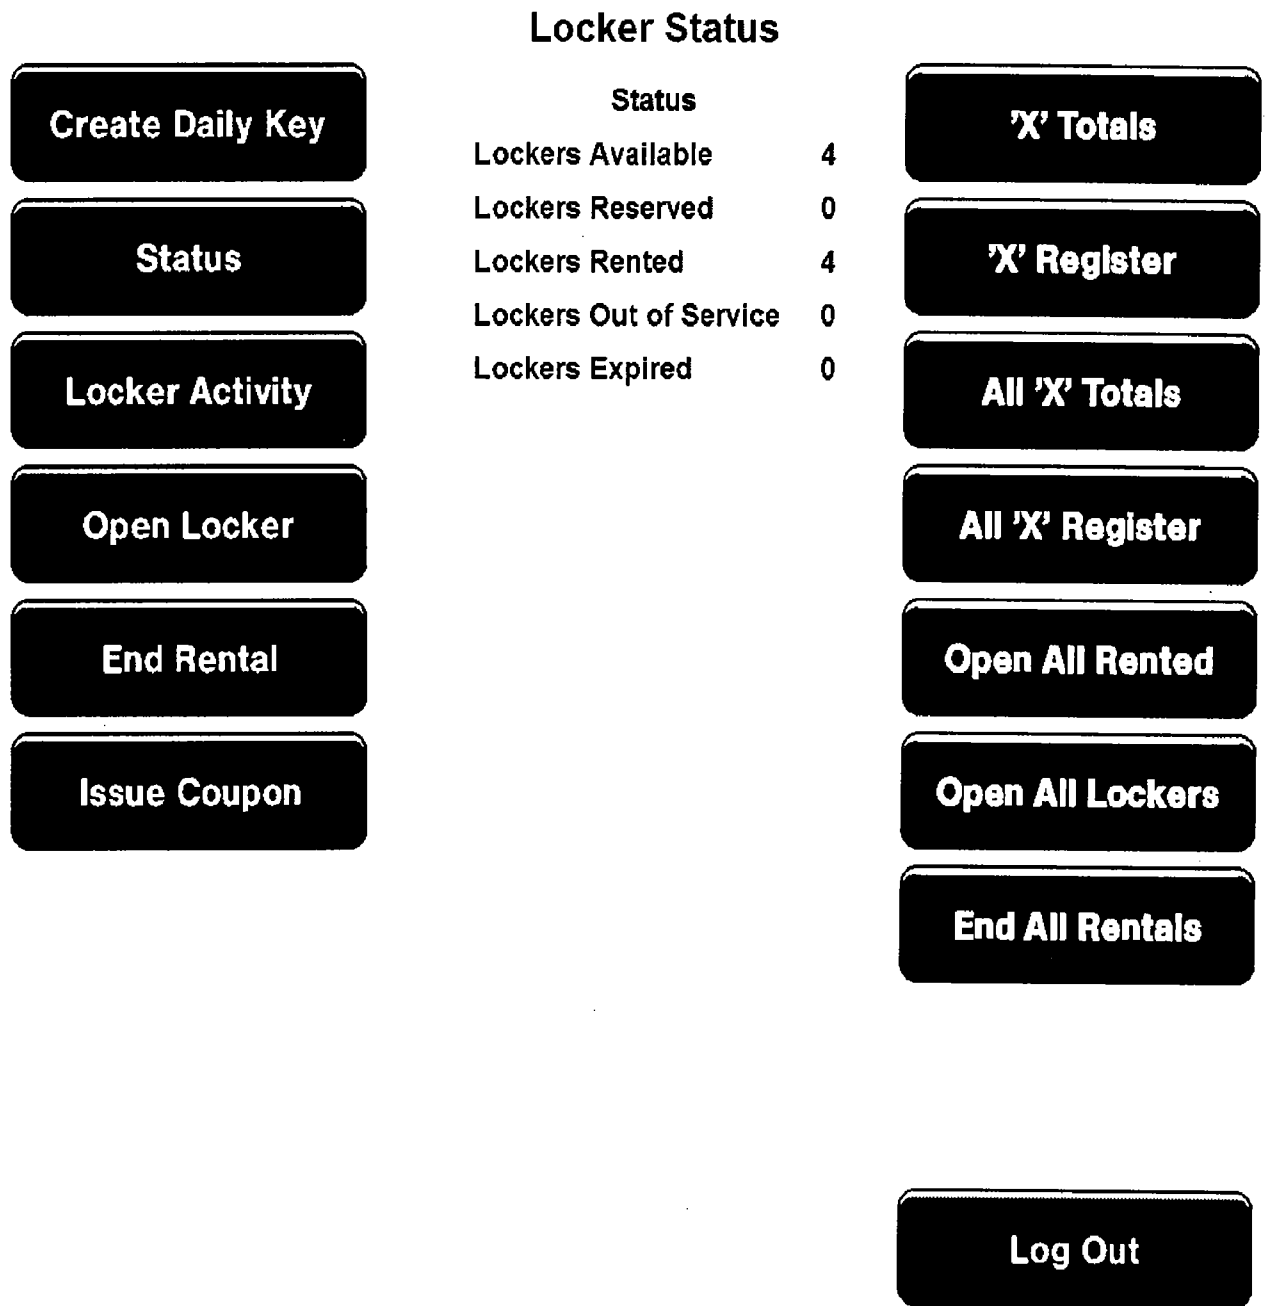 Locker Status
Create Daily Key
Status
Locker Activity
Open Locker
End Rental
Issue Coupon
Status
Lockers Available 4
Lockers Reserved 0
Lockers Rented 4
Lockers Out of Service 0
Lockers Expired 0
'X' Totals
'X' Register
All 'X' Totals
All 'X' Register
Open All Rented
Open All Lockers
End All Rentals
Log Out